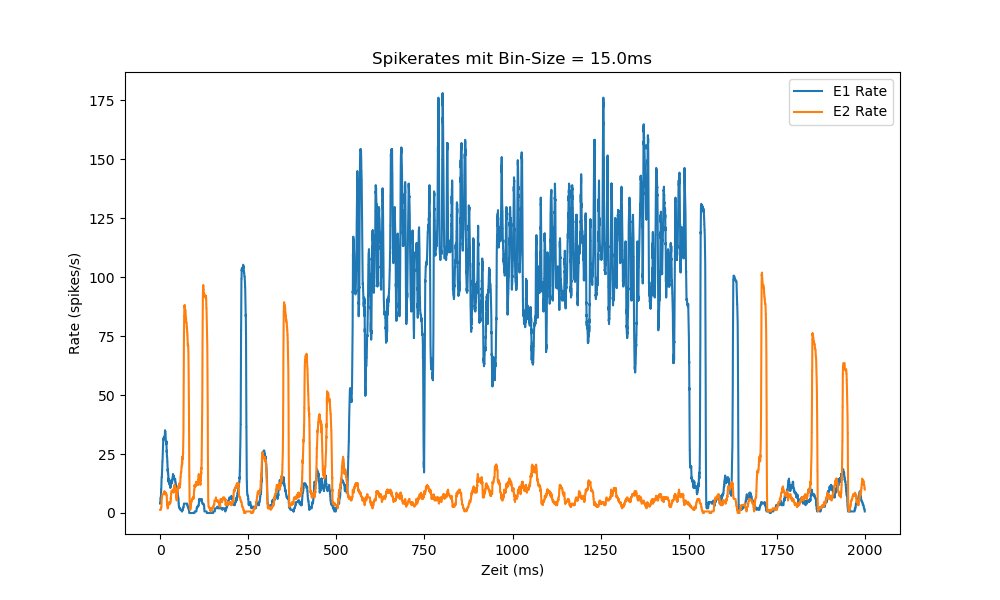 Spikerates mit Bin-Size = 15.0ms
E1 Rate
E2 Rate
175
150
125
100
75
50
25
0
Rate (spikes/s)
0 250 500 750 1000 1250 1500 1750 2000
Zeit (ms)